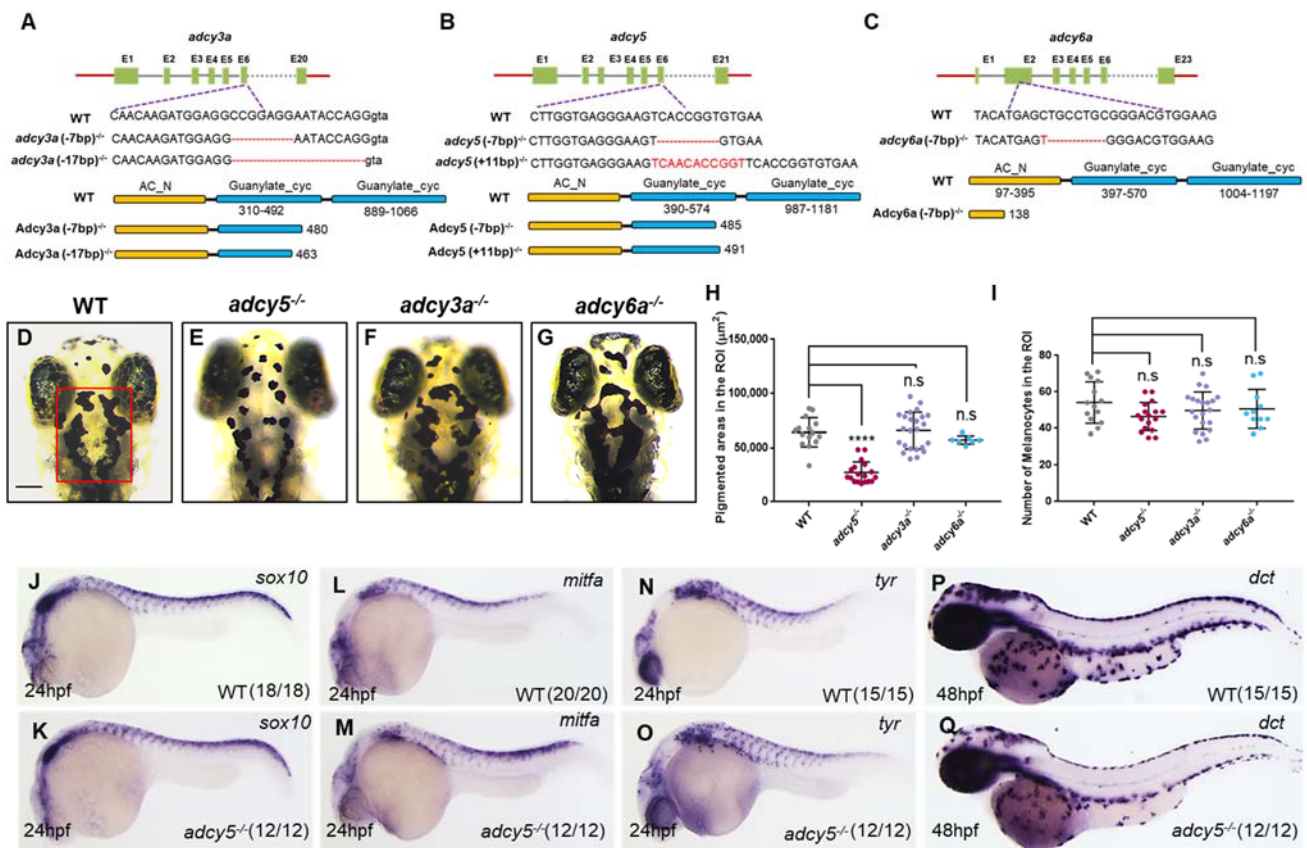 A
adcy3a
E1 E2 E3 E4 E5 E6 E20
WT CAACAAGATGGAGGCCGGAGGAATACCAGGgta
adcy3a (-7bp) CAACAAGATGGAGG--------------AATACCAGGgta
adcy3a (-17bp) CAACAAGATGGAGG------------------------------gta
AC_N Guanylate_cyc Guanylate_cyc
WT
310-492 889-1066
Adcy3a (-7bp)-/- 480
Adcy3a (-17bp)-/- 463
B
adcy5
E1 E2 E3 E4 E5 E6 E21
WT CTTGGTGAGGGAAGTCACCGGTGTGAA
adcy5 (-7bp) CTTGGTGAGGGAAGT--------------GTGAA
adcy5 (+11bp) CTTGGTGAGGGAAGTCAACACCGGTTCACCGGTGTGAA
AC_N Guanylate_cyc Guanylate_cyc
WT
390-574 987-1181
Adcy5 (-7bp)-/- 485
Adcy5 (+11bp)-/- 491
C
adcy6a
E1 E2 E3 E4 E5 E6 E23
WT TACATGAGCTGCCTGCGGGACGTGGAAG
adcy6a (-7bp) TACATGAGT--------------GGGACGTGGAAG
AC_N Guanylate_cyc Guanylate_cyc
WT
97-395 397-570 1004-1197
Adcy6a (-7bp)-/- 138
WT adcy5-/- adcy3a-/- adcy6a-/-
D E F G
H
Pigmented areas in the ROI (μm²)
150,000
100,000
50,000
0
**** n.s n.s
WT adcy5-/- adcy3a-/- adcy6a-/-
I
Number of Melanocytes in the ROI
80
60
40
20
0
n.s n.s n.s
WT adcy5-/- adcy3a-/- adcy6a-/-
J sox10
24hpf WT(18/18)
L mitfa
24hpf WT(20/20)
N tyr
24hpf WT(15/15)
P dct
48hpf WT(15/15)
K sox10
24hpf adcy5-/-(12/12)
M mitfa
24hpf adcy5-/-(12/12)
O tyr
24hpf adcy5-/-(12/12)
Q dct
48hpf adcy5-/-(12/12)